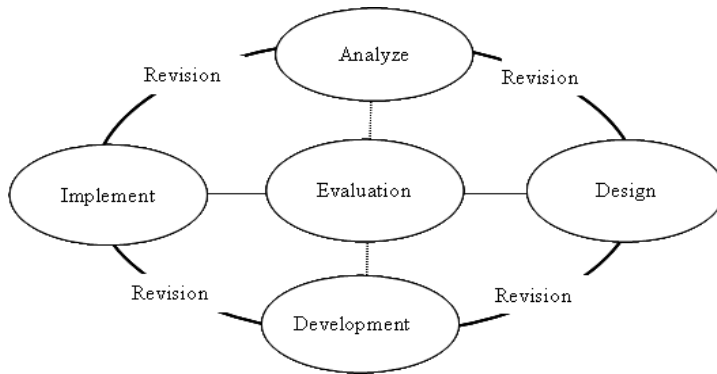 Analyze
Revision
Revision
Implement
Evaluation
Design
Revision
Revision
Development